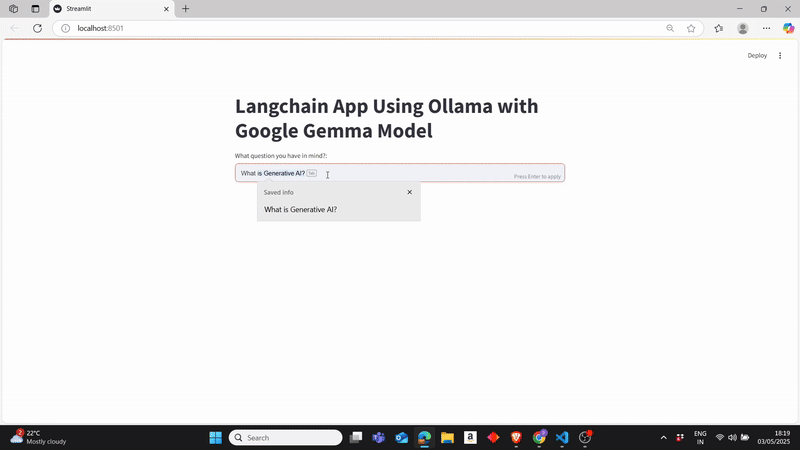 Streamlit
localhost:8501
Deploy
Langchain App Using Ollama with
Google Gemma Model
What question you have in mind?:
What is Generative AI? Tab
Press Enter to apply
Saved info
What is Generative AI?
2
22°C
Mostly cloudy
Search
a
ENG
IN
18:19
03/05/2025